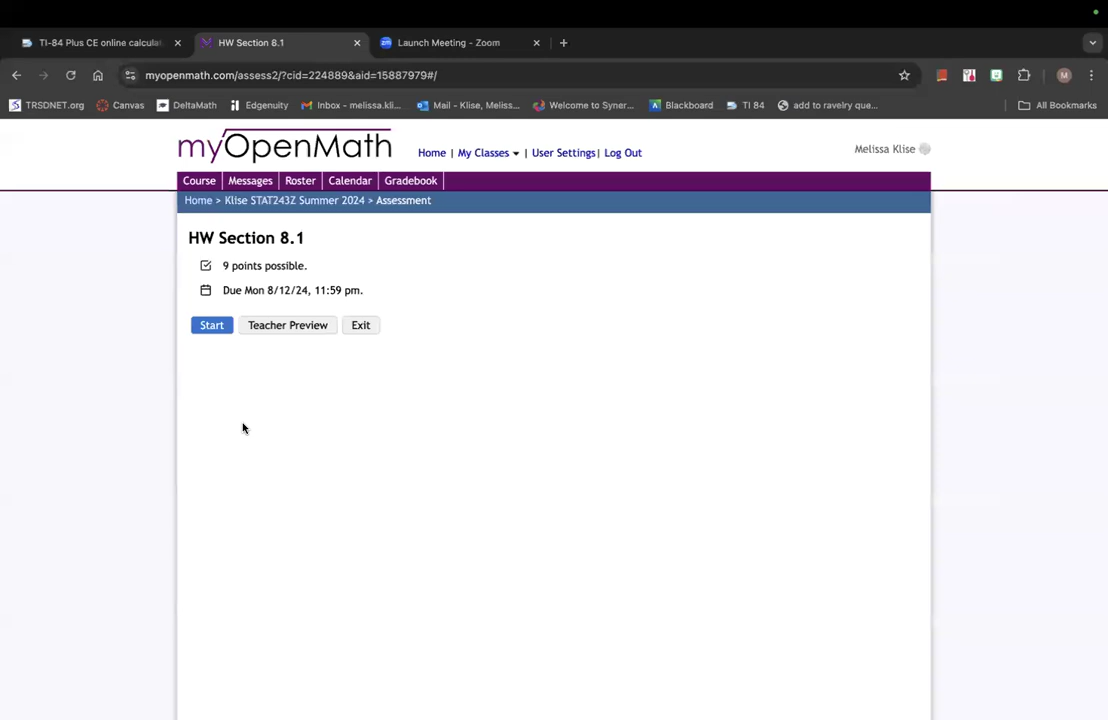 TI-84 Plus CE online calculat
HW Section 8.1
Launch Meeting - Zoom
myopenmath.com/assess2/?cid=224889&aid=15887979#/
M
TRSDNET.org
Canvas
DeltaMath
Edgenuity
Inbox - melissa.kli...
Mail - Klise, Meliss...
Welcome to Syner...
Blackboard
TI 84
add to ravelry que...
All Bookmarks
myOpenMath
Home | My Classes | User Settings | Log Out
Melissa Klise
Course
Messages
Roster
Calendar
Gradebook
Home > Klise STAT243Z Summer 2024 > Assessment
HW Section 8.1
9 points possible.
Due Mon 8/12/24, 11:59 pm.
Start
Teacher Preview
Exit